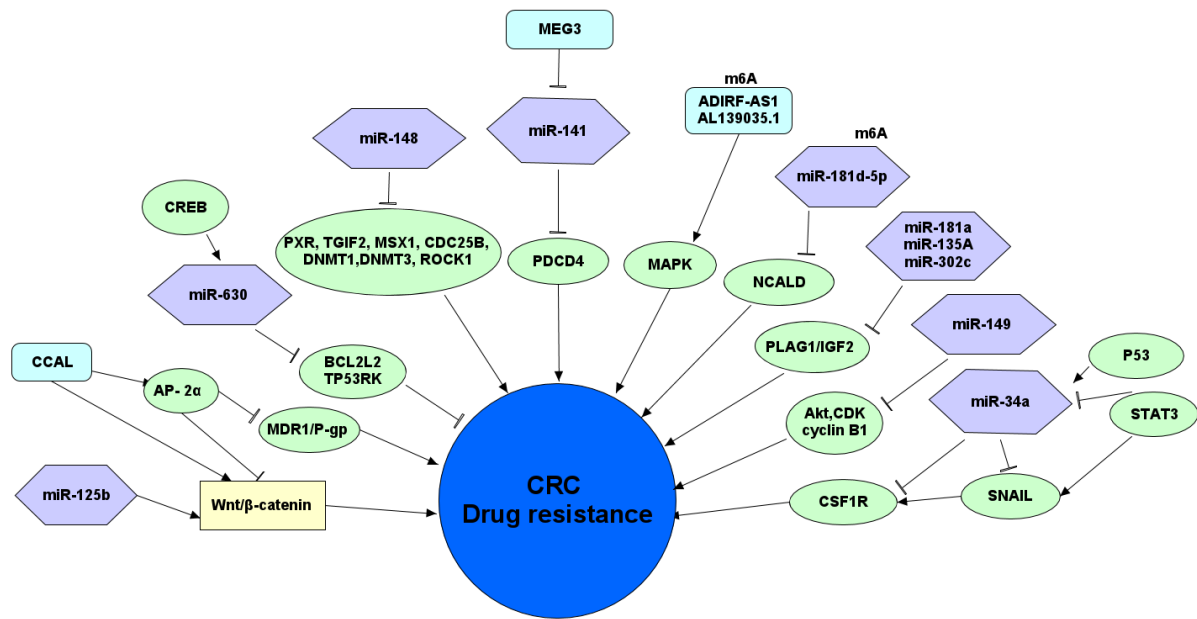 MEG3
m6A
ADIRF-AS1
AL139035.1
miR-141
miR-148
m6A
miR-181d-5p
CREB
miR-181a
miR-135A
miR-302c
PXR, TGIF2, MSX1, CDC25B,
DNMT1,DNMT3, ROCK1
PDCD4
MAPK
NCALD
miR-630
miR-149
PLAG1/IGF2
P53
CCAL
BCL2L2
TP53RK
AP- 2α
miR-34a
STAT3
MDR1/P-gp
Akt,CDK
cyclin B1
miR-125b
Wnt/β-catenin
CRC
Drug resistance
CSF1R
SNAIL